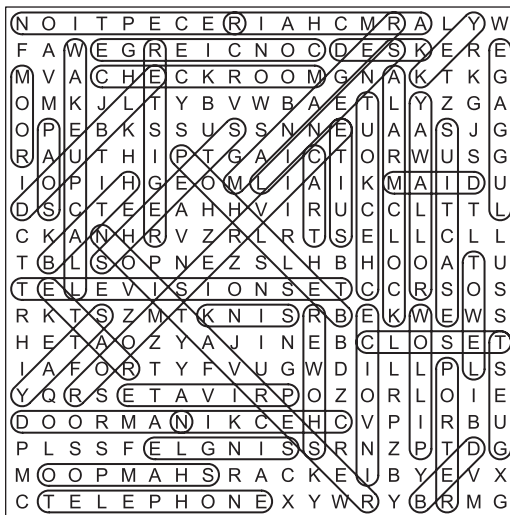 N O I T P E C E R I A H C M R A L Y W
F A W E G R E I C N O C D E S K E R E
M V A C H E C K R O O M G N A K T K G
O M K J L T Y B V W B A E T L Y Z G A
O P E B K S S U S S N N E U A A S J G
R A U T H I P T G A I C T O R W U S G
I O P I H G E O M L I A I K M A I D U
D S C T E E A H H V I R U C C L T T L
C K A N H R V Z R L R T S E L L C L L
T B L S O P N E Z S L H B H O O A T U
T E L E V I S I O N S E T C C R S O S
R K T S Z M T K N I S R B E K W E W S
H E T A O Z Y A J I N E B C L O S E T
I A F O R T Y F V U G W D I L L P L S
Y Q R S E T A V I R P O Z O R L O I E
D O O R M A N I K C E H C V P I R B U
P L S S F E L G N I S S R N Z P T D G
M O O P M A H S R A C K E I B Y E V X
C T E L E P H O N E X Y W R Y B R M G